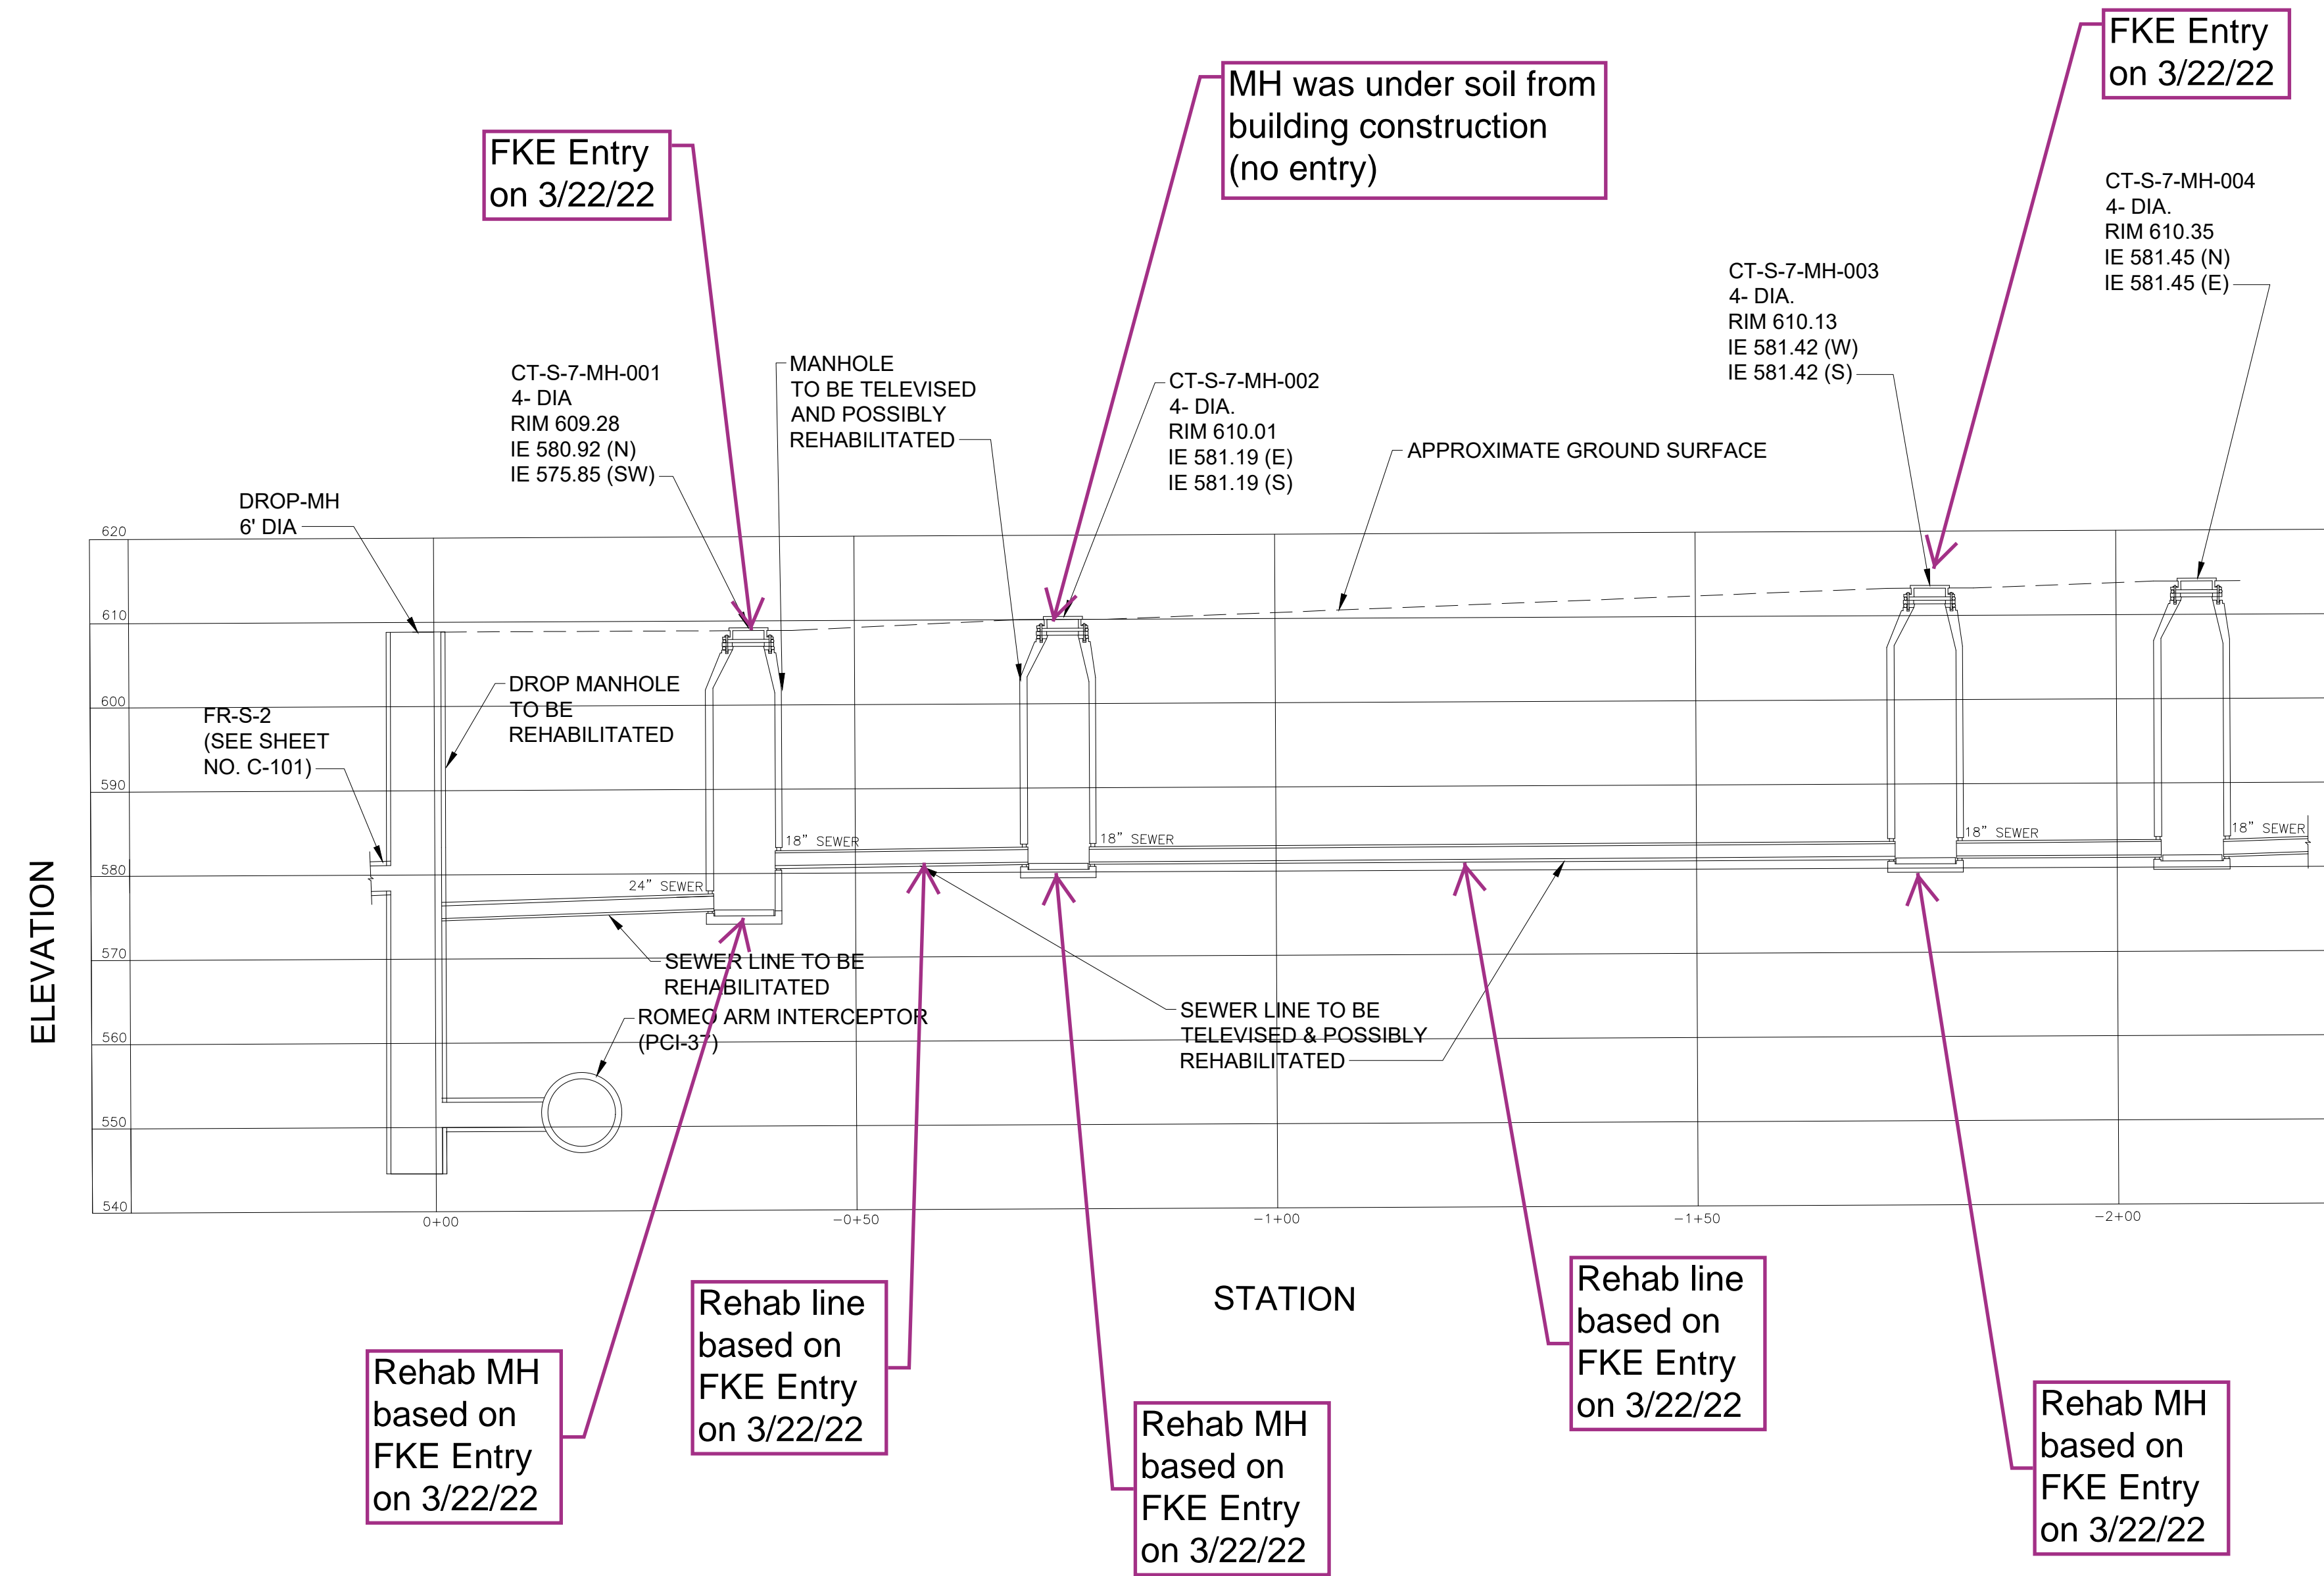 FKE Entry
on 3/22/22
MH was under soil from
building construction
(no entry)
FKE Entry
on 3/22/22
CT-S-7-MH-004
4- DIA.
RIM 610.35
IE 581.45 (N)
IE 581.45 (E)
CT-S-7-MH-003
4- DIA.
RIM 610.13
IE 581.42 (W)
IE 581.42 (S)
CT-S-7-MH-001
4- DIA
RIM 609.28
IE 580.92 (N)
IE 575.85 (SW)
MANHOLE
TO BE TELEVISED
AND POSSIBLY
REHABILITATED
CT-S-7-MH-002
4- DIA.
RIM 610.01
IE 581.19 (E)
IE 581.19 (S)
APPROXIMATE GROUND SURFACE
DROP-MH
6' DIA
620
610
600
590
580
570
560
550
540
ELEVATION
DROP MANHOLE
TO BE
REHABILITATED
FR-S-2
(SEE SHEET
NO. C-101)
18" SEWER
18" SEWER
18" SEWER
18" SEWER
24" SEWER
SEWER LINE TO BE
REHABILITATED
ROMEO ARM INTERCEPTOR
(PCI-37)
SEWER LINE TO BE
TELEVISED & POSSIBLY
REHABILITATED
0+00
-0+50
-1+00
-1+50
-2+00
STATION
Rehab MH
based on
FKE Entry
on 3/22/22
Rehab line
based on
FKE Entry
on 3/22/22
Rehab MH
based on
FKE Entry
on 3/22/22
Rehab line
based on
FKE Entry
on 3/22/22
Rehab MH
based on
FKE Entry
on 3/22/22